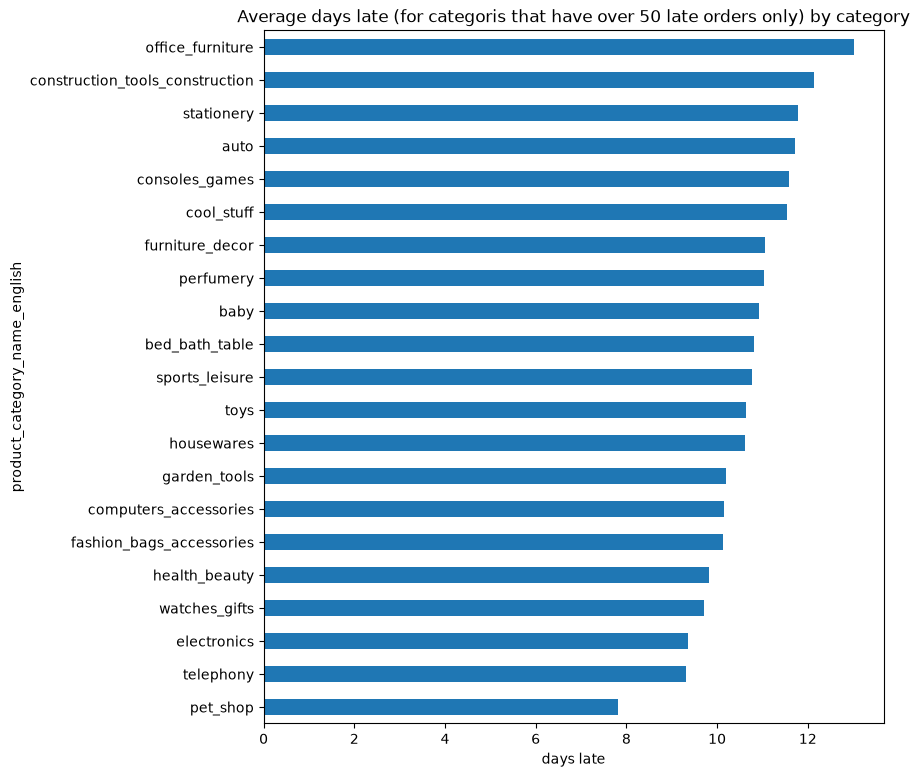 Average days late (for categoris that have over 50 late orders only) by category
product_category_name_english
office_furniture
construction_tools_construction
stationery
auto
consoles_games
cool_stuff
furniture_decor
perfumery
baby
bed_bath_table
sports_leisure
toys
housewares
garden_tools
computers_accessories
fashion_bags_accessories
health_beauty
watches_gifts
electronics
telephony
pet_shop
0 2 4 6 8 10 12
days late